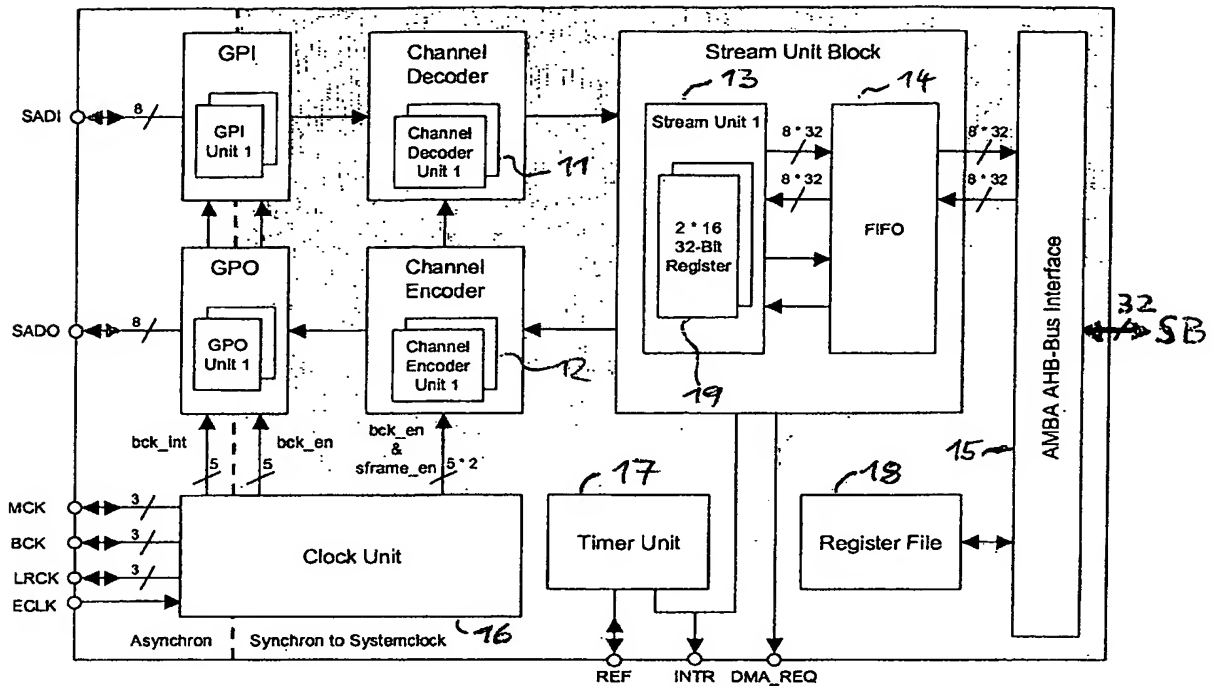 GPI
GPI
Unit 1
Channel
Decoder
Channel
Decoder
Unit 1
11
Stream Unit Block
13
14
Stream Unit 1
2 * 16
32-Bit
Register
19
8 * 32
8 * 32
FIFO
8 * 32
8 * 32
AMBA AHB-Bus Interface
15
32
SB
SADI
8
GPO
GPO
Unit 1
Channel
Encoder
Channel
Encoder
Unit 1
12
SADO
8
bck_int
5
bck_en
5
bck_en
&
sframe_en
5 * 2
MCK
3
BCK
3
LRCK
3
ECLK
Clock Unit
16
17
Timer Unit
18
Register File
Asynchron
Synchron to Systemclock
REF
INTR
DMA_REQ